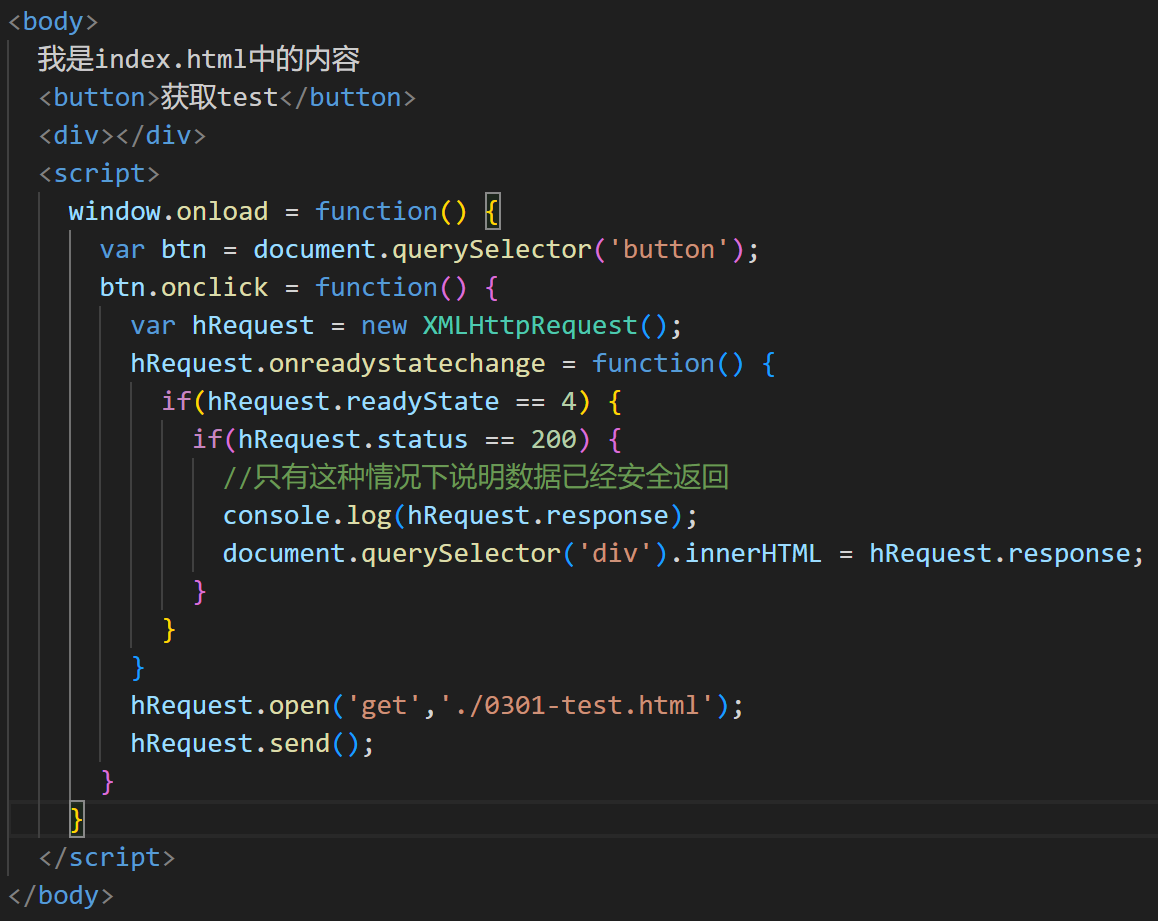 <body>
我是index.html中的内容
<button>获取test</button>
<div></div>
<script>
window.onload = function() {
var btn = document.querySelector('button');
btn.onclick = function() {
var hRequest = new XMLHttpRequest();
hRequest.onreadystatechange = function() {
if(hRequest.readyState == 4) {
if(hRequest.status == 200) {
//只有这种情况下说明数据已经安全返回
console.log(hRequest.response);
document.querySelector('div').innerHTML = hRequest.response;
}
}
}
hRequest.open('get','./0301-test.html');
hRequest.send();
}
}
</script>
</body>